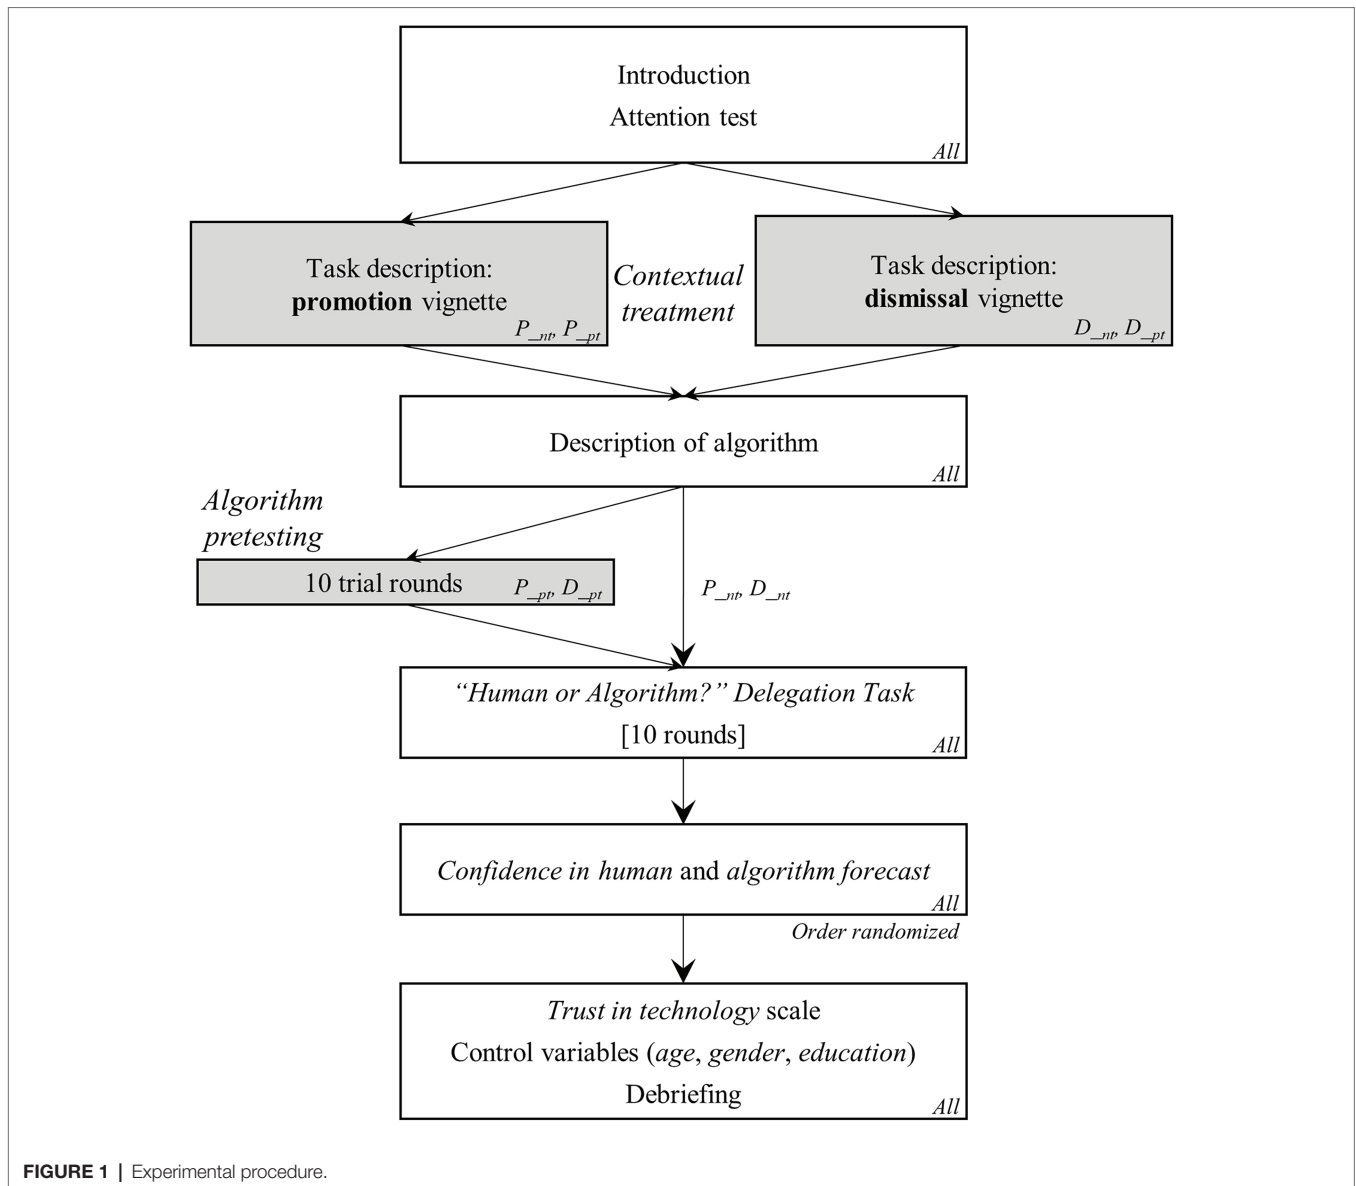 Introduction
Attention test
All
Task description:
promotion vignette
P_nt, P_pt
Contextual
treatment
Task description:
dismissal vignette
D_nt, D_pt
Description of algorithm
All
Algorithm
pretesting
10 trial rounds
P_pt, D_pt
P_nt, D_nt
“Human or Algorithm?” Delegation Task
[10 rounds]
All
Confidence in human and algorithm forecast
All
Order randomized
Trust in technology scale
Control variables (age, gender, education)
Debriefing
All
FIGURE 1 | Experimental procedure.